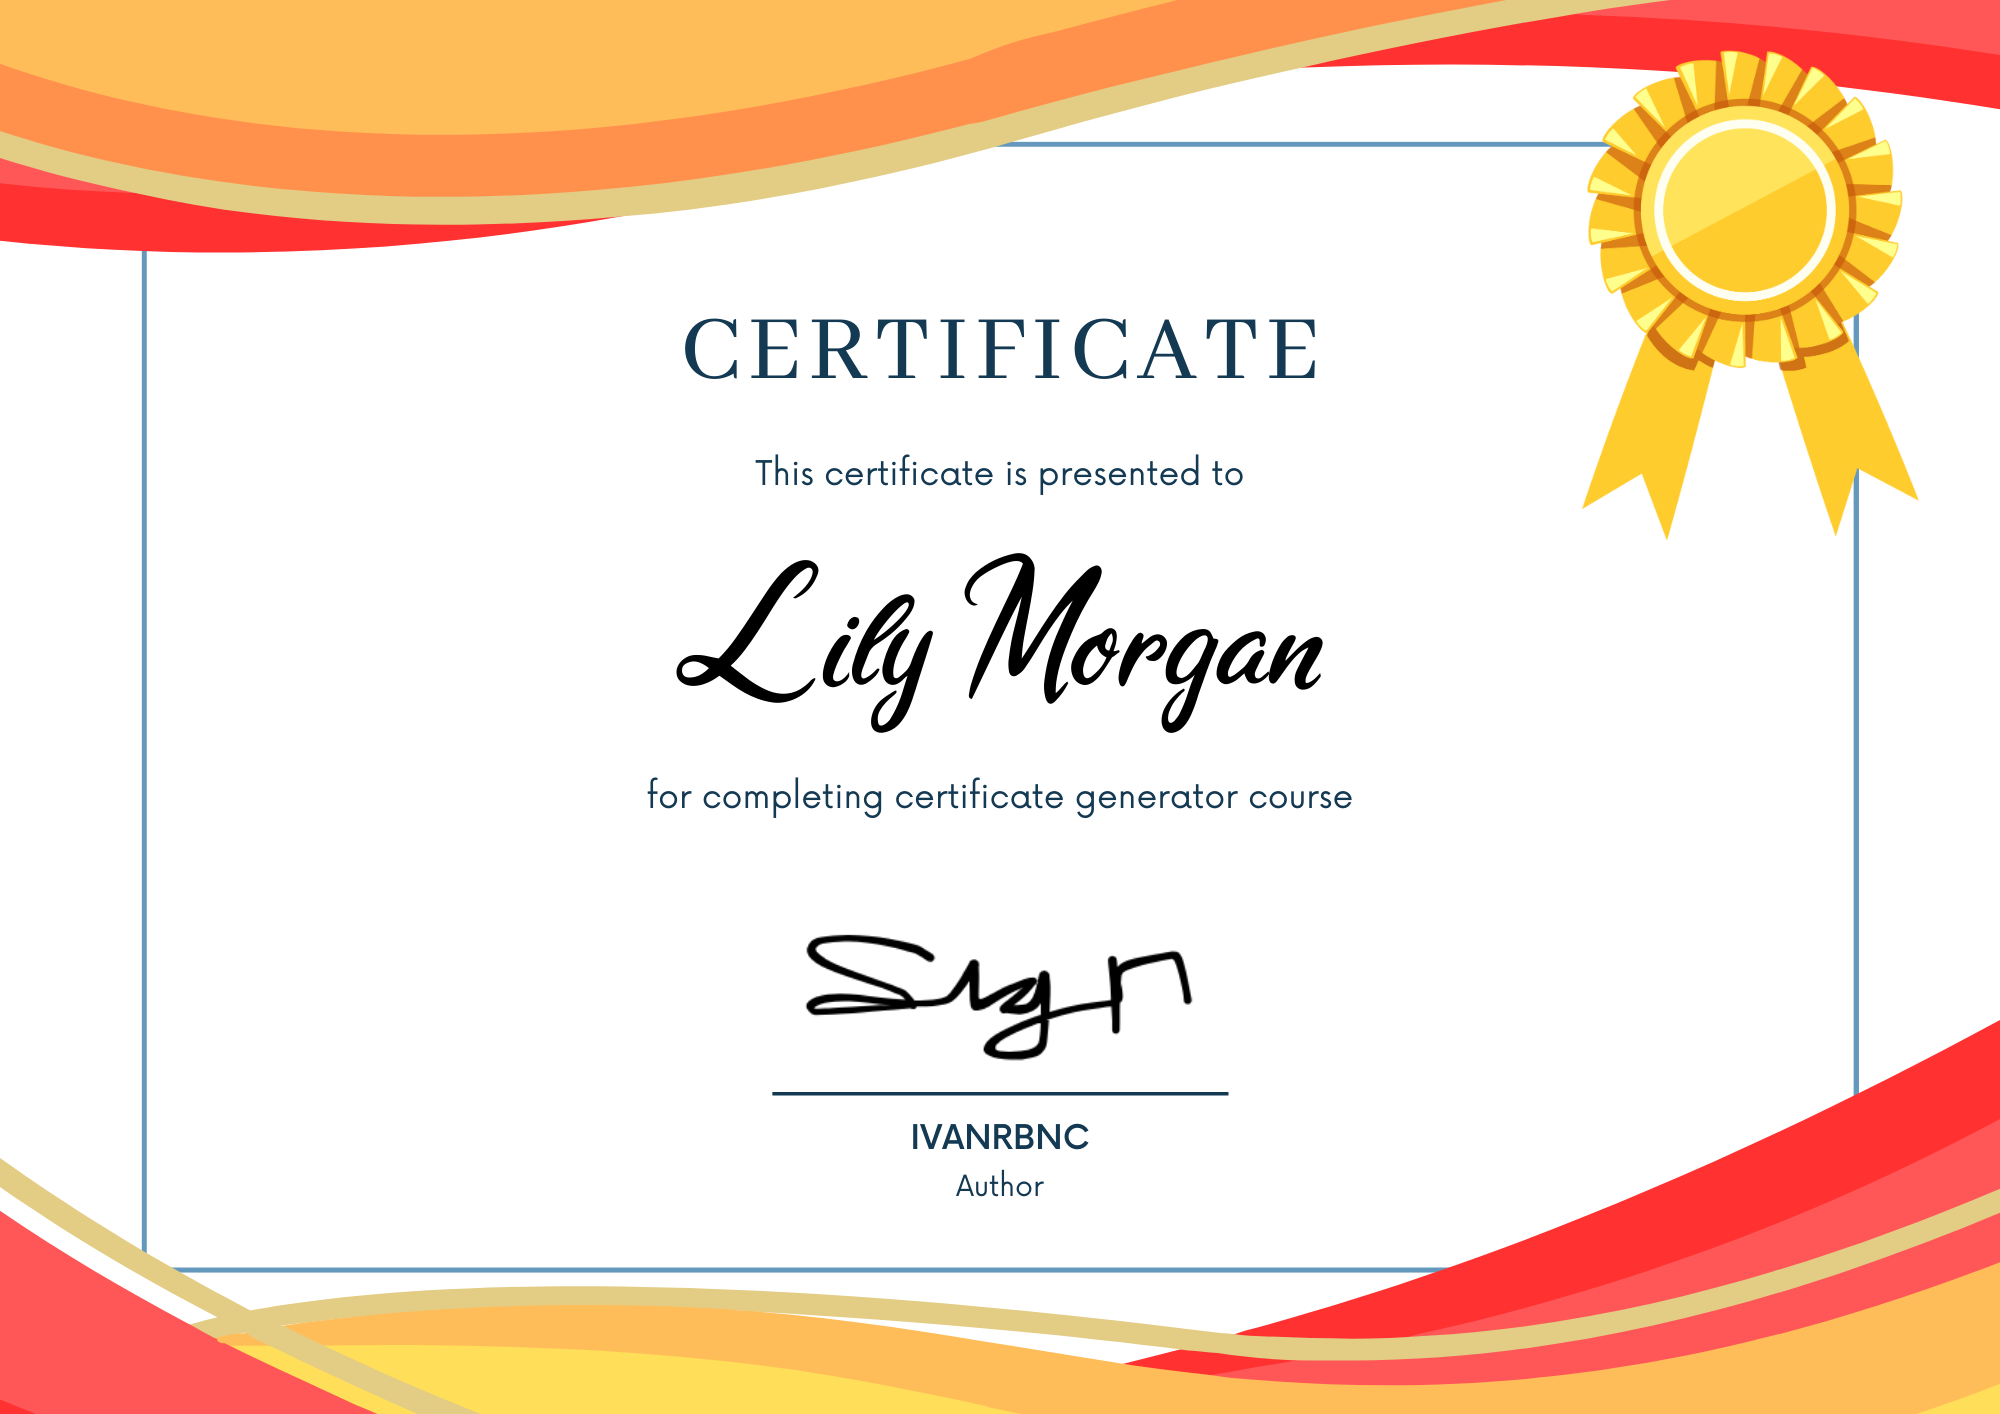 CERTIFICATE
This certificate is presented to
Lily Morgan
for completing certificate generator course
Sign
IVANRBNC
Author